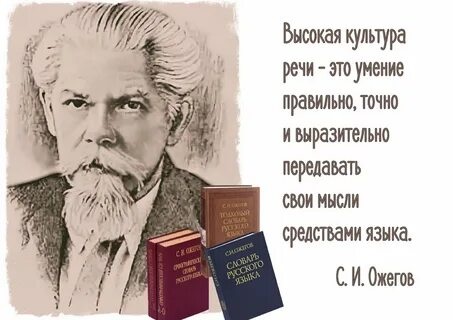 Высокая культура
речи - это умение
правильно, точно
и выразительно
передавать
свои мысли
средствами языка.
С. И. Ожегов
С.И.ОЖЕГОВ
ТОЛКОВЫЙ
СЛОВАРЬ
РУССКОГО
ЯЗЫКА
С. И. ОЖЕГОВ
СЛОВАРЬ
С.И.ОЖЕГОВ
СЛОВАРЬ
РУССКОГО
ЯЗЫКА